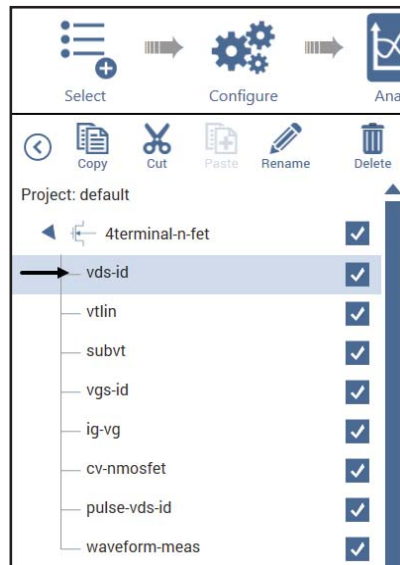 Select Configure Ana
Copy Cut Paste Rename Delete
Project: default
4terminal-n-fet
vds-id
vtlin
subvt
vgs-id
ig-vg
cv-nmosfet
pulse-vds-id
waveform-meas